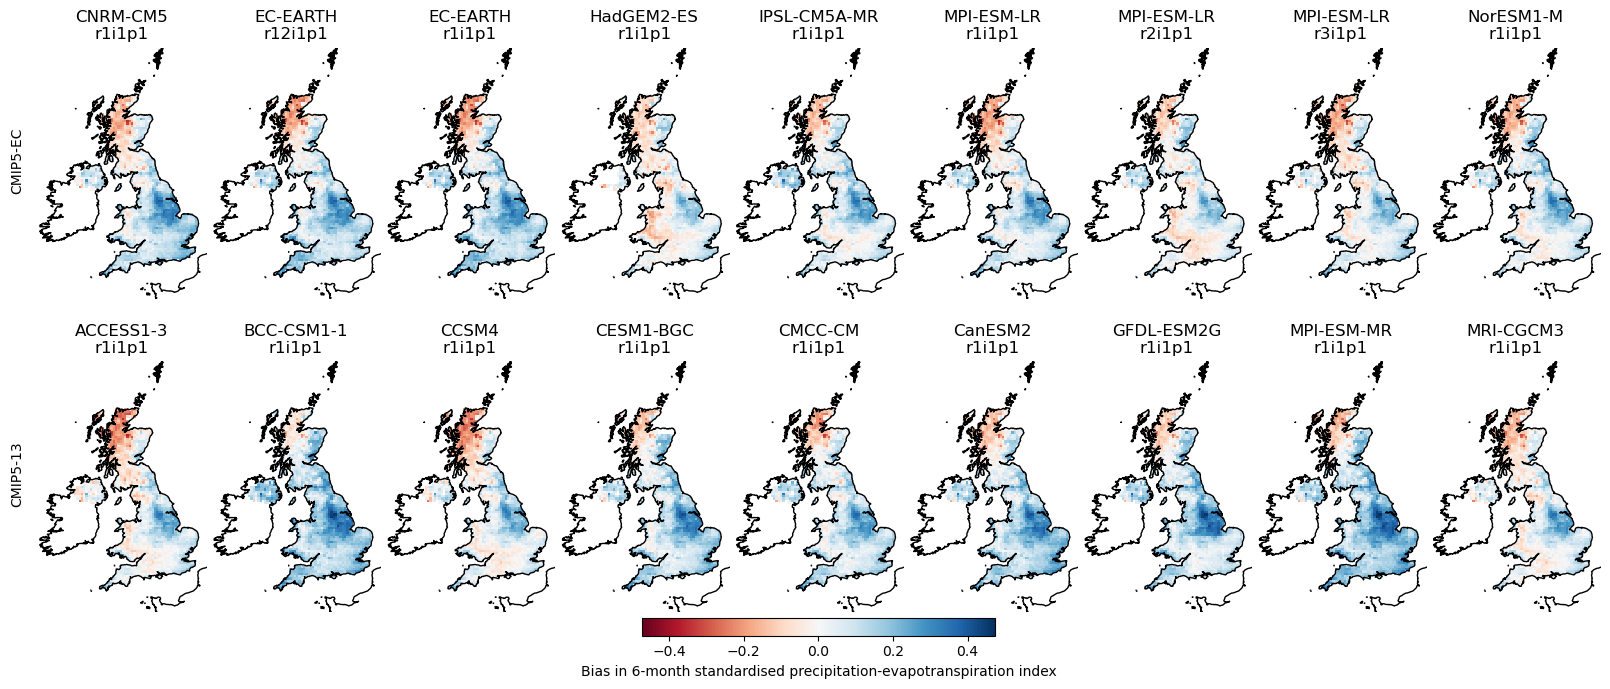 CNRM-CM5
r1i1p1
EC-EARTH
r12i1p1
EC-EARTH
r1i1p1
HadGEM2-ES
r1i1p1
IPSL-CM5A-MR
r1i1p1
MPI-ESM-LR
r1i1p1
MPI-ESM-LR
r2i1p1
MPI-ESM-LR
r3i1p1
NorESM1-M
r1i1p1
CMIP5-EC
ACCESS1-3
r1i1p1
BCC-CSM1-1
r1i1p1
CCSM4
r1i1p1
CESM1-BGC
r1i1p1
CMCC-CM
r1i1p1
CanESM2
r1i1p1
GFDL-ESM2G
r1i1p1
MPI-ESM-MR
r1i1p1
MRI-CGCM3
r1i1p1
CMIP5-13
−0.4 −0.2 0.0 0.2 0.4
Bias in 6-month standardised precipitation-evapotranspiration index